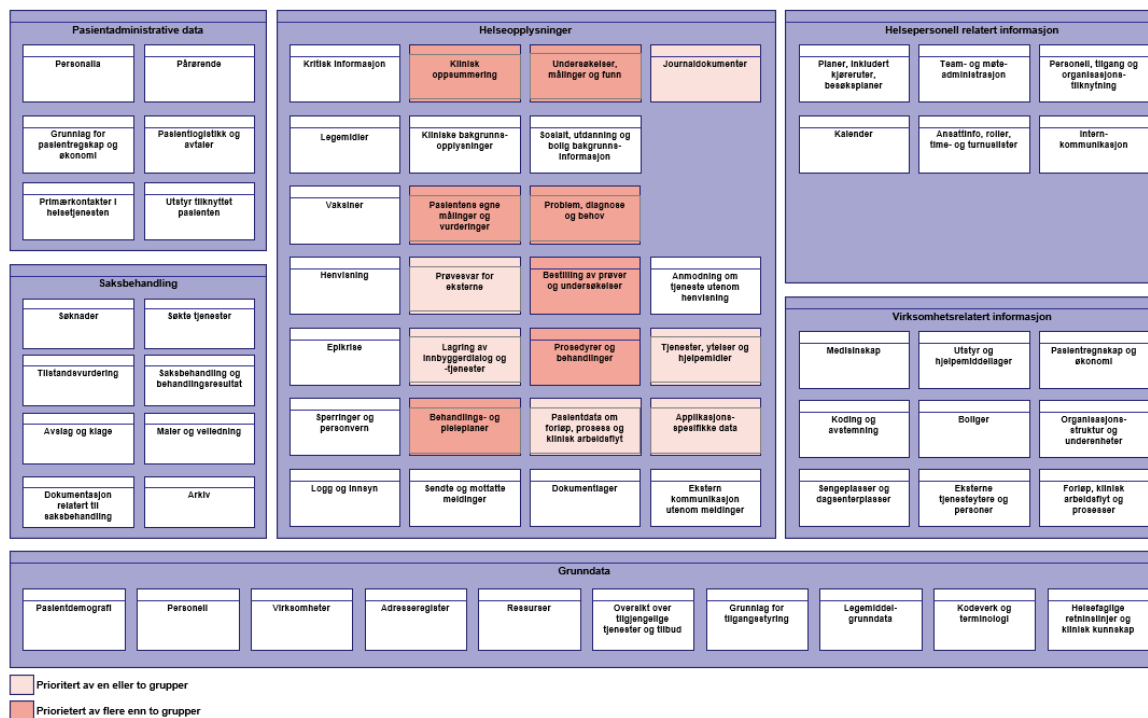 Pasientadministrative data
Personalia
Pårørende
Grunnlag for
pasientregskap og
økonomi
Pasientlogistikk og
avtaler
Primærkontakter i
helsetjenesten
Utstyr tilknyttet
pasienten
Saksbehandling
Søknader
Søkte tjenester
Tilstandsvurdering
Saksbehandling og
behandlingsresultat
Avslag og klage
Maler og veiledning
Dokumentasjon
relatert til
saksbehandling
Arkiv
Helseopplysninger
Kritisk informasjon
Klinisk
oppsummering
Undersøkelser,
målinger og funn
Journaldokumenter
Legemidler
Kliniske bakgrunns-
opplysninger
Sosialt, utdanning og
bolig bakgrunns-
informasjon
Vaksiner
Pasientens egne
målinger og
vurderinger
Problem, diagnose
og behov
Henvisning
Prøvesvar for
eksterne
Bestilling av prøver
og undersøkelser
Anmodning om
tjeneste utenom
henvisning
Epikrise
Lagring av
innbyggerdialog og
-tjenester
Prosedyrer og
behandlinger
Tjenester, ytelser og
hjelpemidler
Sperringer og
personvern
Behandlings- og
pleieplaner
Pasientdata om
forløp, prosess og
klinisk arbeidsflyt
Applikasjons-
spesifikke data
Logg og innsyn
Sendte og mottatte
meldinger
Dokumentlager
Ekstern
kommunikasjon
utenom meldinger
Helsepersonell relatert informasjon
Planer, inkludert
kjøreruter,
besøksplaner
Team- og møte-
administrasjon
Personell, tilgang og
organisasjons-
tilknytning
Kalender
Ansattinfo, roller,
time- og turnuslister
Intern-
kommunikasjon
Virksomhetsrelatert informasjon
Medisinskap
Utstyr og
hjelpemiddellager
Pasientregnskap og
økonomi
Koding og
avstemning
Boliger
Organisasjons-
struktur og
underenheter
Sengeplasser og
dagsenterplasser
Eksterne
tjenesteytere og
personer
Forløp, klinisk
arbeidsflyt og
prosesser
Grunndata
Pasientdemografi
Personell
Virksomheter
Adresseregister
Ressurser
Oversikt over
tilgjengelige
tjenester og tilbud
Grunnlag for
tilgangsstyring
Legemiddel-
grunndata
Kodeverk og
terminologi
Helsefaglige
retningslinjer og
klinisk kunnskap
Prioritert av en eller to grupper
Priorietert av flere enn to grupper